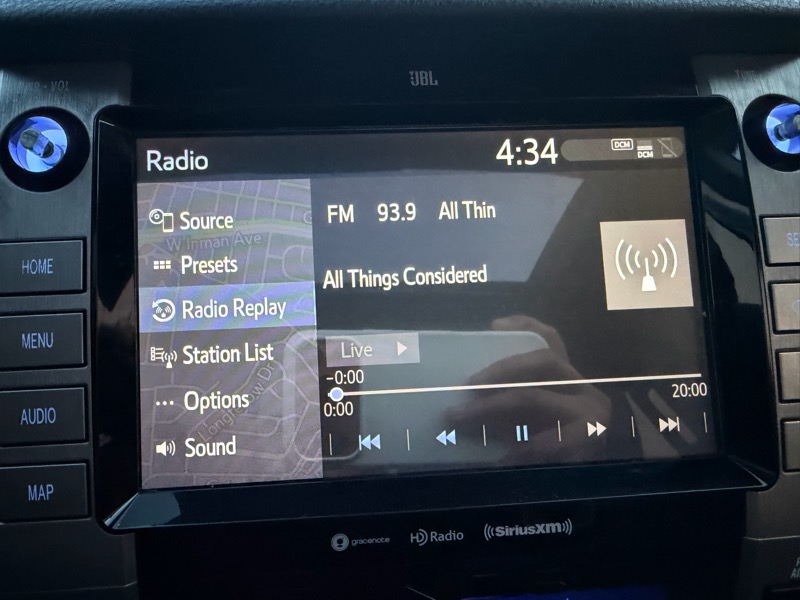 JBL
Radio
4:34
DCM
DCM
Source
W Inman Ave
Presets
Radio Replay
Station List
Options
Sound
FM 93.9 All Thin
All Things Considered
Live
-0:00
0:00
20:00
HOME
MENU
AUDIO
MAP
gracenote
HD Radio
SiriusXM